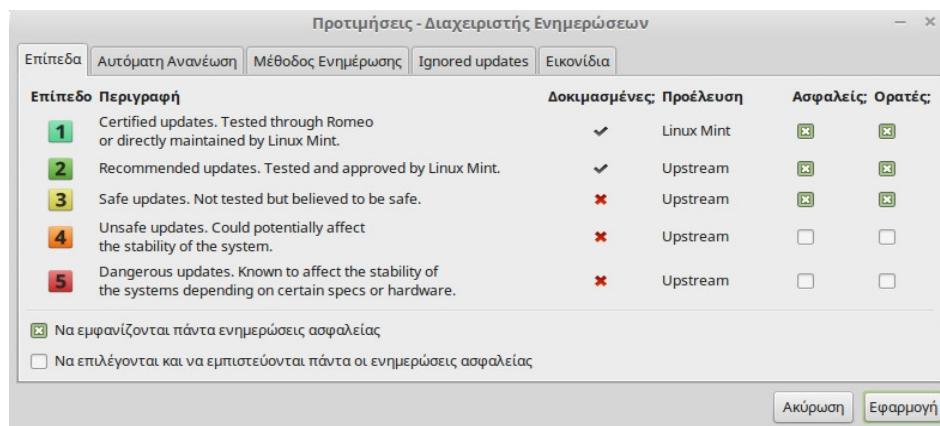 Προτιμήσεις - Διαχειριστής Ενημερώσεων
Επίπεδα Αυτόματη Ανανέωση Μέθοδος Ενημέρωσης Ignored updates Εικονίδια
Επίπεδο Περιγραφή Δοκιμασμένες; Προέλευση Ασφαλείς; Ορατές;
1 Certified updates. Tested through Romeo
or directly maintained by Linux Mint. Linux Mint
2 Recommended updates. Tested and approved by Linux Mint. Upstream
3 Safe updates. Not tested but believed to be safe. Upstream
4 Unsafe updates. Could potentially affect
the stability of the system. Upstream
5 Dangerous updates. Known to affect the stability of
the systems depending on certain specs or hardware. Upstream
Να εμφανίζονται πάντα ενημερώσεις ασφαλείας
Να επιλέγονται και να εμπιστεύονται πάντα οι ενημερώσεις ασφαλείας
Ακύρωση Εφαρμογή